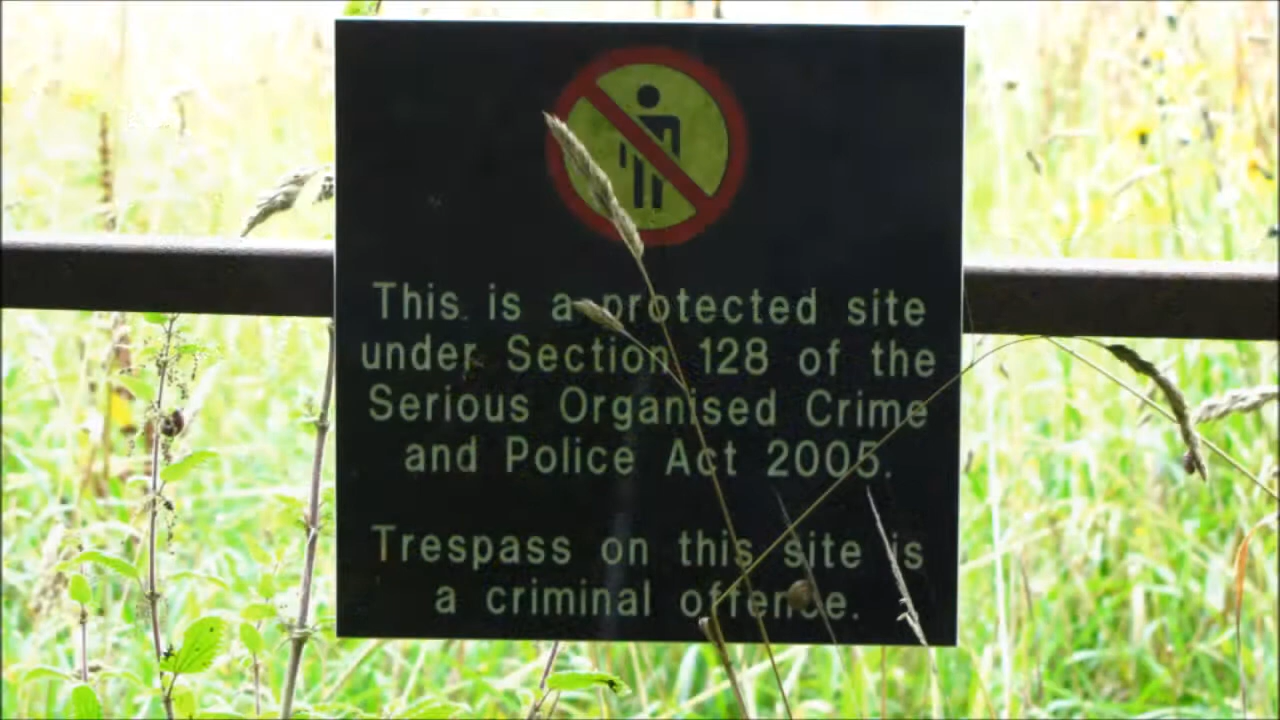 This is a protected site
under Section 128 of the
Serious Organised Crime
and Police Act 2005.
Trespass on this site is
a criminal offence.